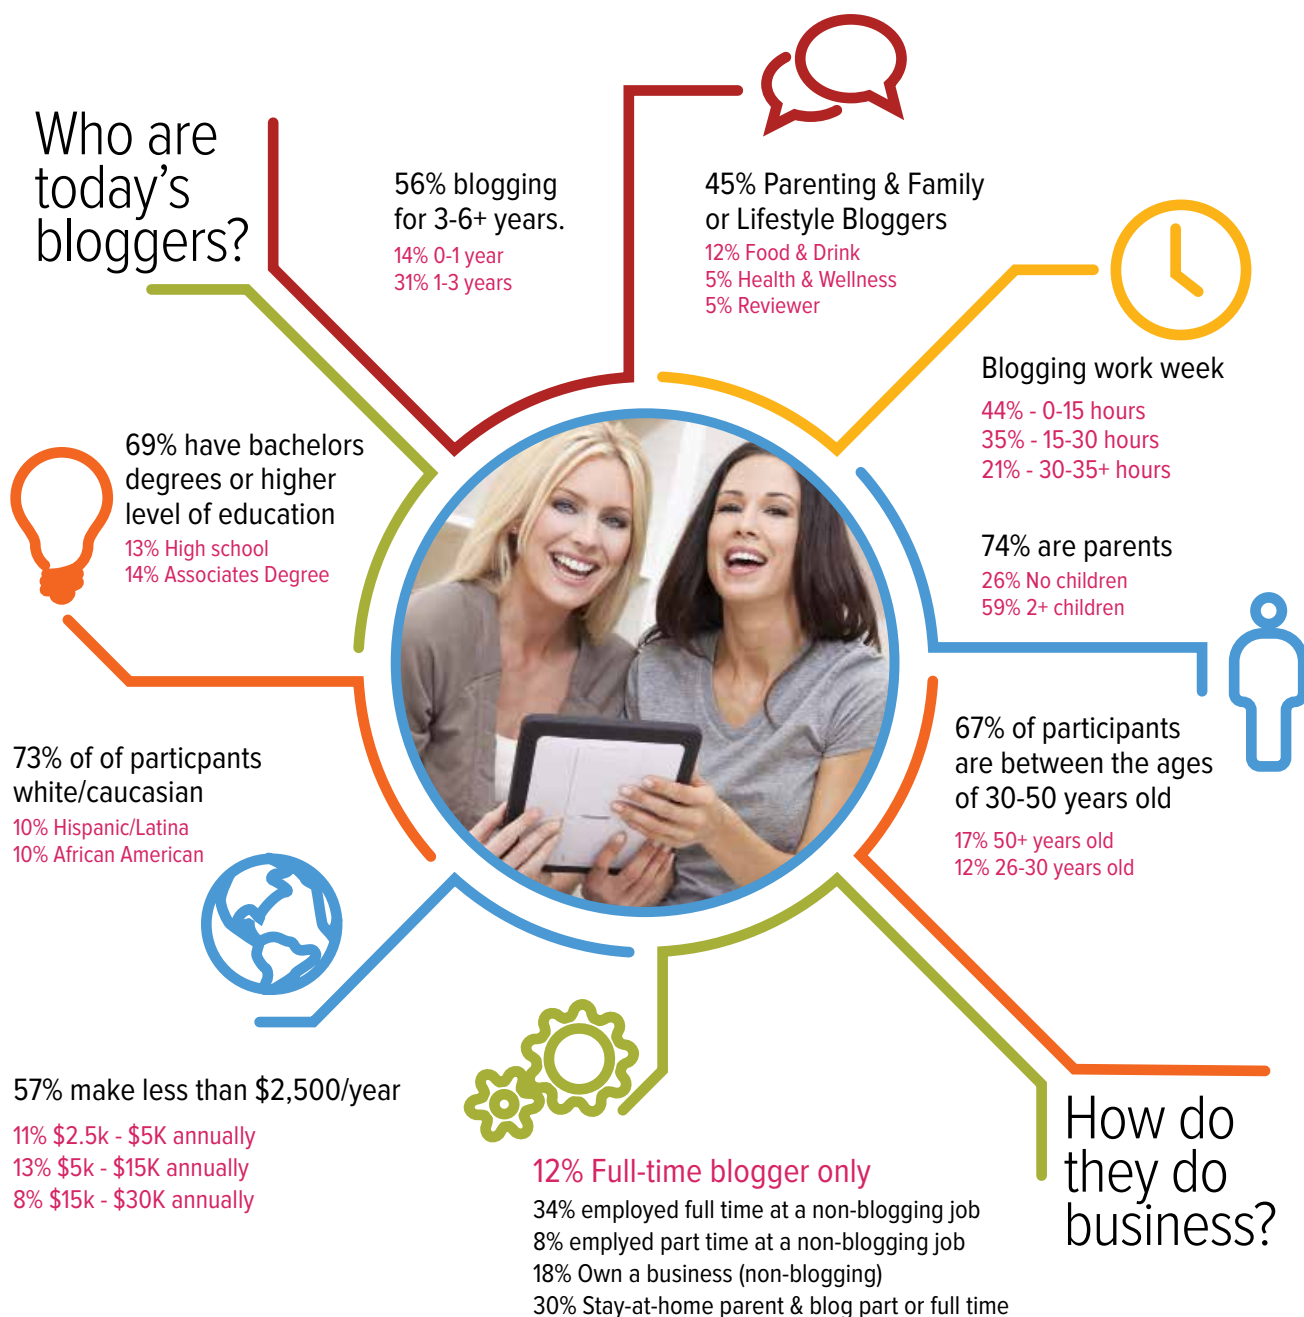 Who are
today's
bloggers?
56% blogging
for 3-6+ years.
14% 0-1 year
31% 1-3 years
45% Parenting & Family
or Lifestyle Bloggers
12% Food & Drink
5% Health & Wellness
5% Reviewer
Blogging work week
44% - 0-15 hours
35% - 15-30 hours
21% - 30-35+ hours
69% have bachelors
degrees or higher
level of education
13% High school
14% Associates Degree
74% are parents
26% No children
59% 2+ children
73% of of particpants
white/caucasian
10% Hispanic/Latina
10% African American
67% of participants
are between the ages
of 30-50 years old
17% 50+ years old
12% 26-30 years old
57% make less than $2,500/year
11% $2.5k - $5K annually
13% $5k - $15K annually
8% $15k - $30K annually
12% Full-time blogger only
34% employed full time at a non-blogging job
8% emplyed part time at a non-blogging job
18% Own a business (non-blogging)
30% Stay-at-home parent & blog part or full time
How do
they do
business?